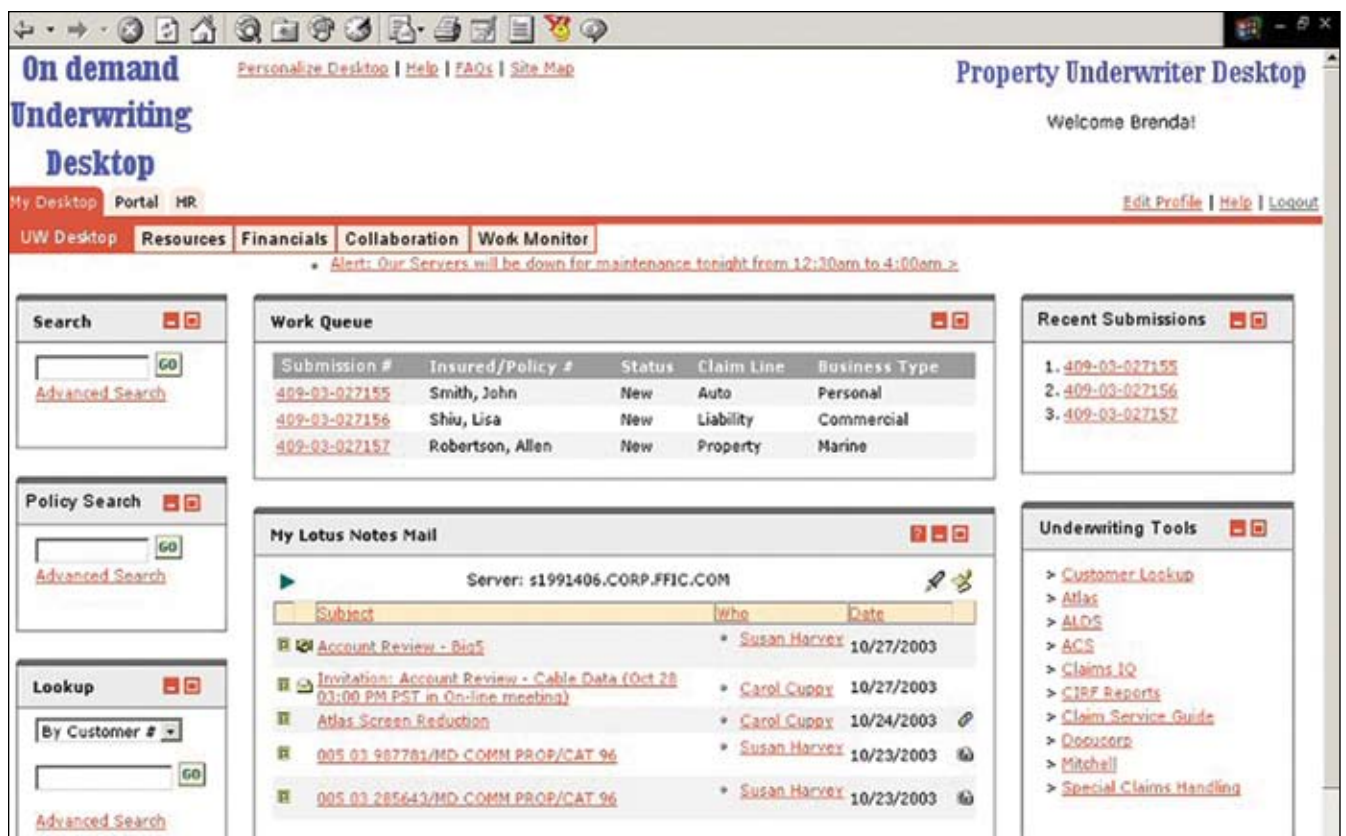 On demand
Underwriting
Desktop
Personalize Desktop | Help | FAQs | Site Map
Property Underwriter Desktop
Welcome Brenda!
My Desktop Portal HR
Edit Profile | Help | Logout
UW Desktop Resources Financials Collaboration Work Monitor
Alert: Our Servers will be down for maintenance tonight from 12:30am to 4:00am >
Search
GO
Advanced Search
Policy Search
GO
Advanced Search
Lookup
By Customer #
GO
Advanced Search
Work Queue
Submission # Insured/Policy # Status Claim Line Business Type
409-03-027155 Smith, John New Auto Personal
409-03-027156 Shiu, Lisa New Liability Commercial
409-03-027157 Robertson, Allen New Property Marine
My Lotus Notes Mail
Server: s1991406.CORP.FFIC.COM
Subject Who Date
Account Review - Big5 Susan Harvey 10/27/2003
Invitation: Account Review - Cable Data (Oct 28
03:00 PM PST in On-line meeting) Carol Cuppy 10/27/2003
Atlas Screen Reduction Carol Cuppy 10/24/2003
005 03 987781/MD COMM PROP/CAT 96 Susan Harvey 10/23/2003
005 03 285643/MD COMM PROP/CAT 96 Susan Harvey 10/23/2003
Recent Submissions
1. 409-03-027155
2. 409-03-027156
3. 409-03-027157
Underwriting Tools
> Customer Lookup
> Atlas
> ALDS
> ACS
> Claims IQ
> CIRF Reports
> Claim Service Guide
> Docucorp
> Mitchell
> Special Claims Handling